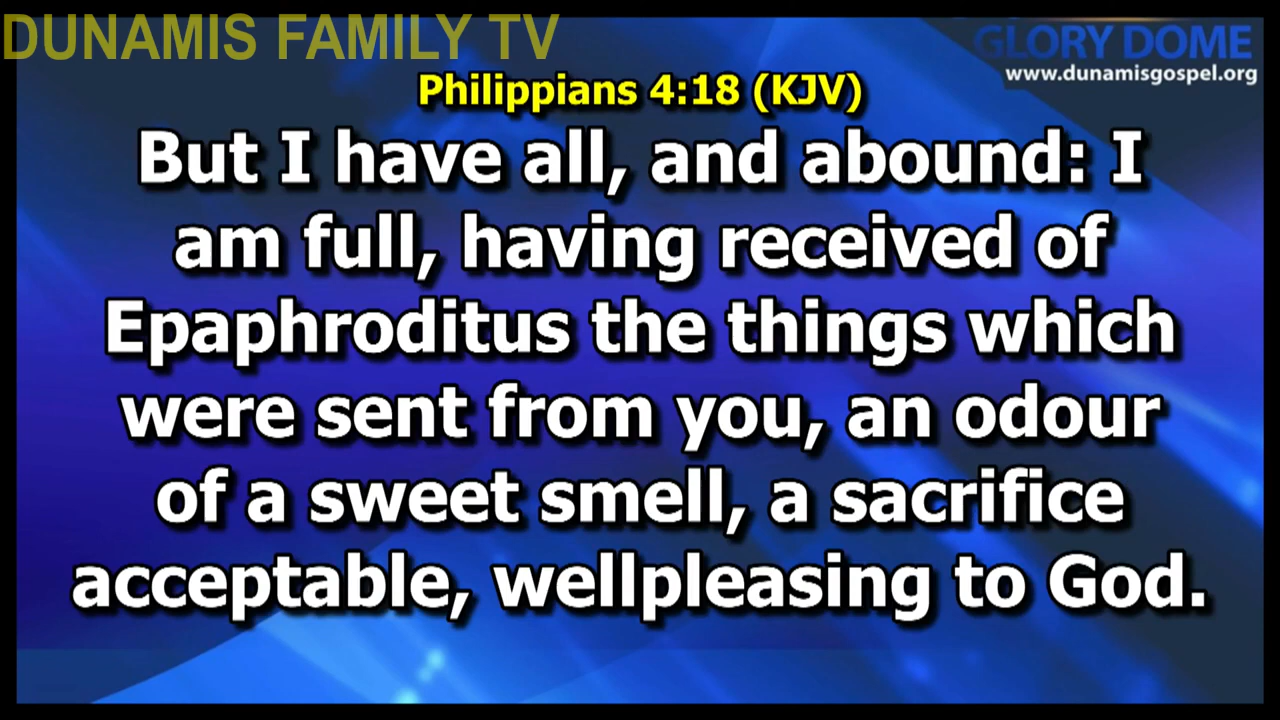 DUNAMIS FAMILY TV
GLORY DOME
www.dunamisgospel.org
Philippians 4:18 (KJV)
But I have all, and abound: I
am full, having received of
Epaphroditus the things which
were sent from you, an odour
of a sweet smell, a sacrifice
acceptable, wellpleasing to God.